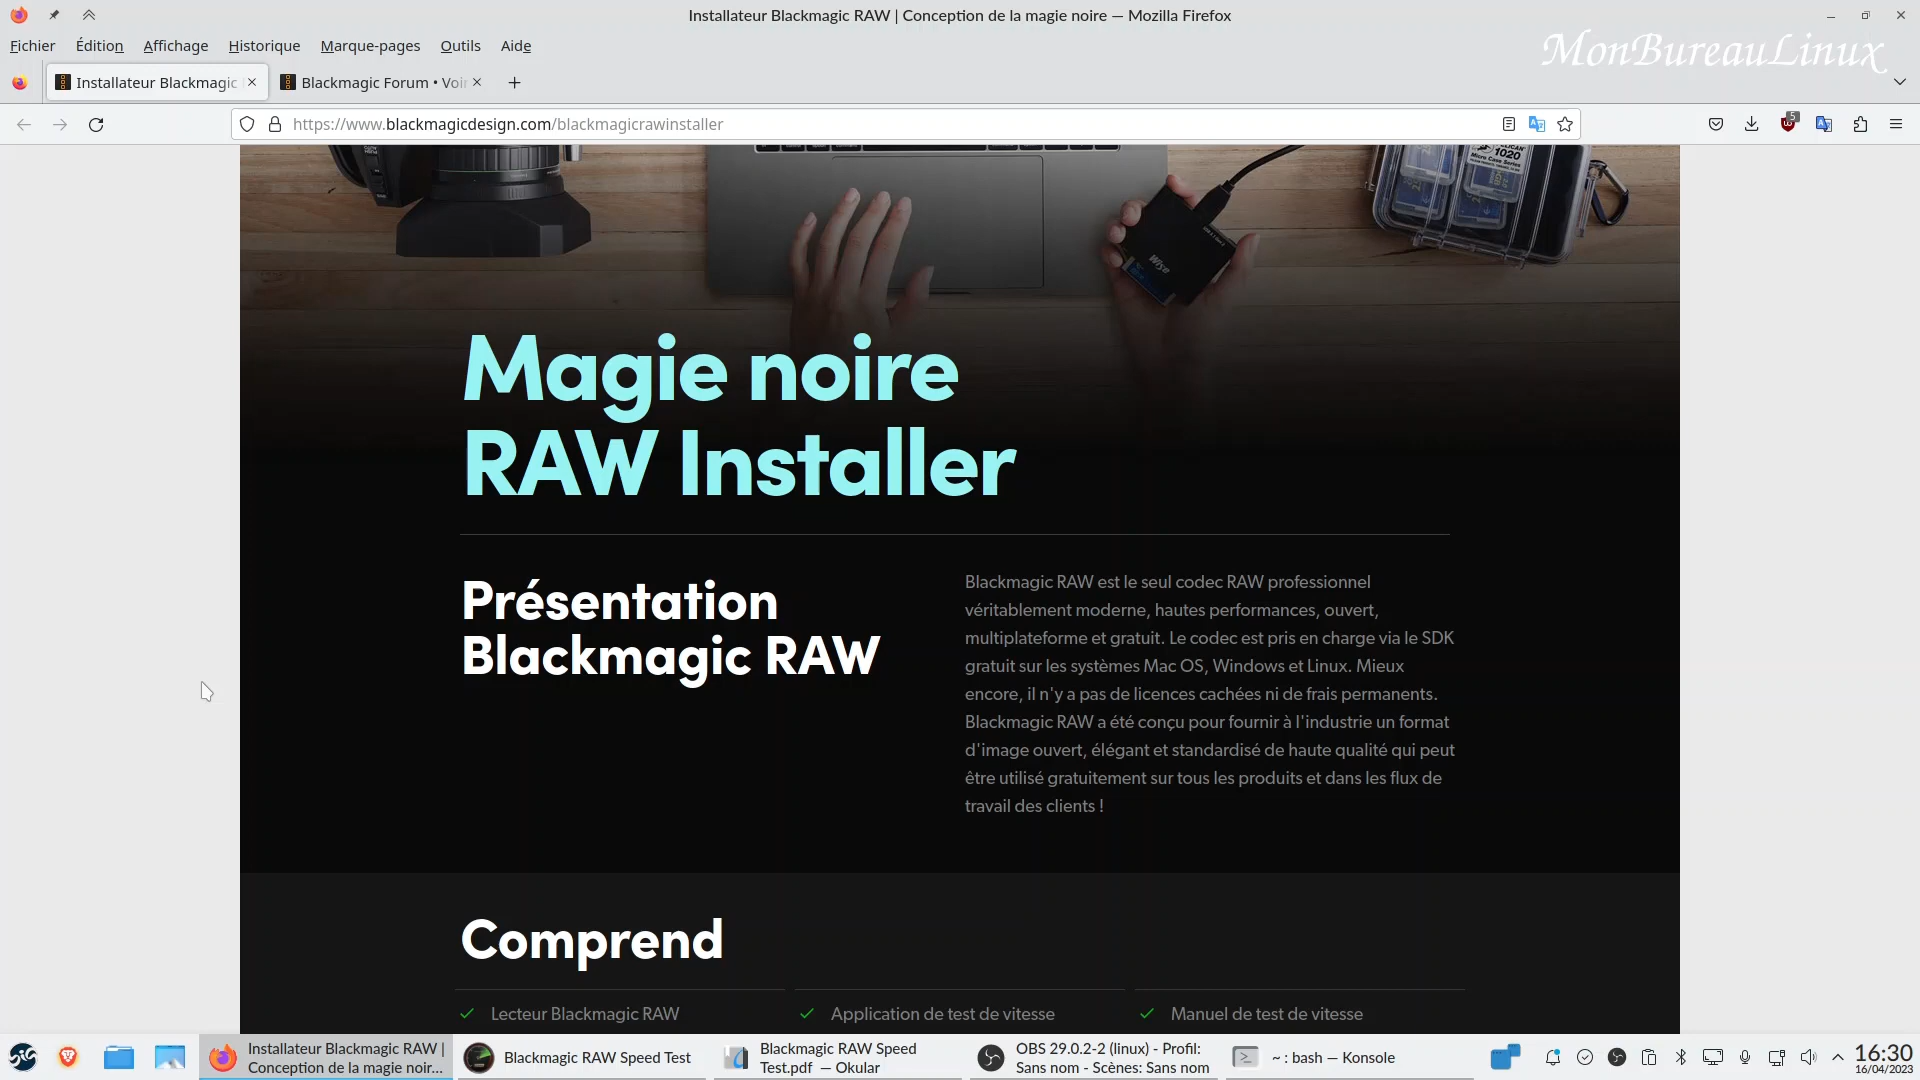 Installateur Blackmagic RAW | Conception de la magie noire — Mozilla Firefox
Fichier Édition Affichage Historique Marque-pages Outils Aide
MonBureauLinux
Installateur Blackmagic
Blackmagic Forum • Voir
https://www.blackmagicdesign.com/blackmagicrawinstaller
5
PELICAN
1020
Micro Case Series
Wise
Magie noire
RAW Installer
Présentation
Blackmagic RAW
Blackmagic RAW est le seul codec RAW professionnel
véritablement moderne, hautes performances, ouvert,
multiplateforme et gratuit. Le codec est pris en charge via le SDK
gratuit sur les systèmes Mac OS, Windows et Linux. Mieux
encore, il n'y a pas de licences cachées ni de frais permanents.
Blackmagic RAW a été conçu pour fournir à l'industrie un format
d'image ouvert, élégant et standardisé de haute qualité qui peut
être utilisé gratuitement sur tous les produits et dans les flux de
travail des clients !
Comprend
Lecteur Blackmagic RAW
Application de test de vitesse
Manuel de test de vitesse
Installateur Blackmagic RAW |
Conception de la magie noir...
Blackmagic RAW Speed Test
Blackmagic RAW Speed
Test.pdf — Okular
OBS 29.0.2-2 (linux) - Profil:
Sans nom - Scènes: Sans nom
~ : bash — Konsole
16:30
16/04/2023